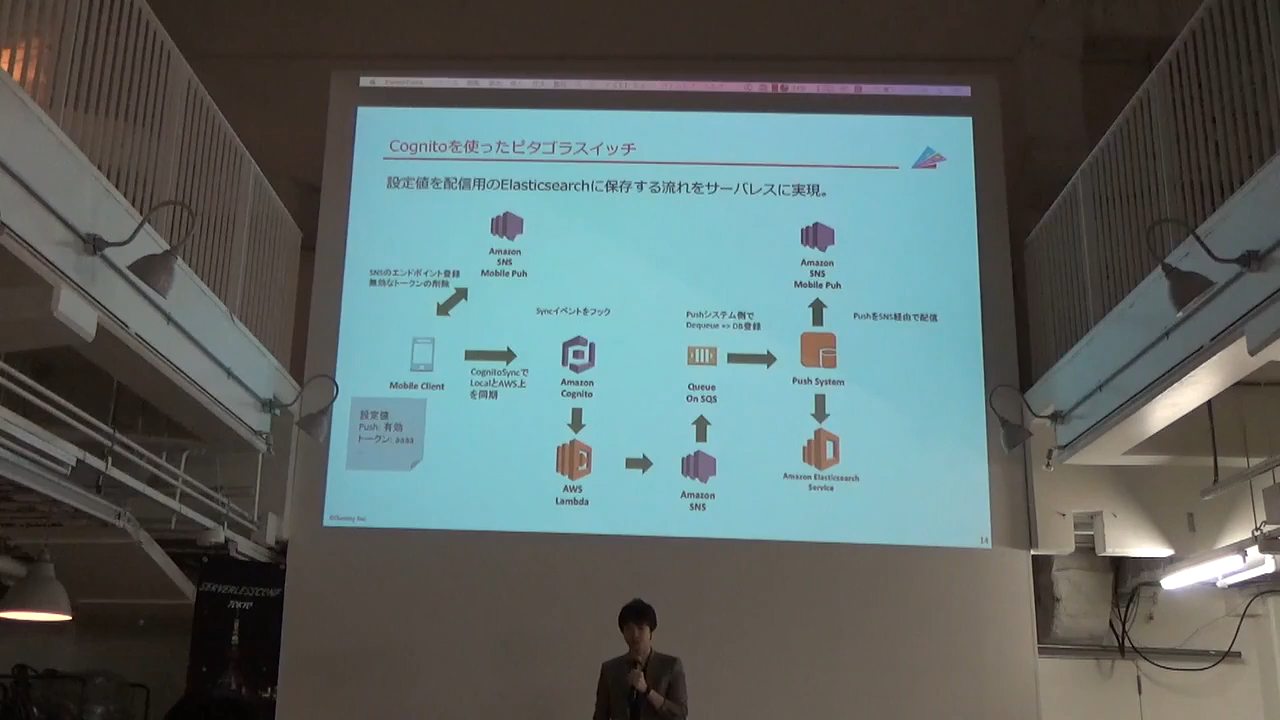 Cognitoを使ったピタゴラスイッチ
設定値を配信用のElasticsearchに保存する流れをサーバレスに実現。
Amazon
SNS
Mobile Puh
SNSのエンドポイント登録
無効なトークンの削除
Mobile Client
設定値
Push: 有効
トークン: aaaa
CognitoSyncで
LocalとAWS上
を同期
Syncイベントをフック
Amazon
Cognito
AWS
Lambda
Amazon
SNS
Queue
On SQS
Pushシステム側で
Dequeue => DB登録
Amazon
SNS
Mobile Puh
PushをSNS経由で配信
Push System
Amazon Elasticsearch
Service
14
SERVERLESSCONF
TOKYO